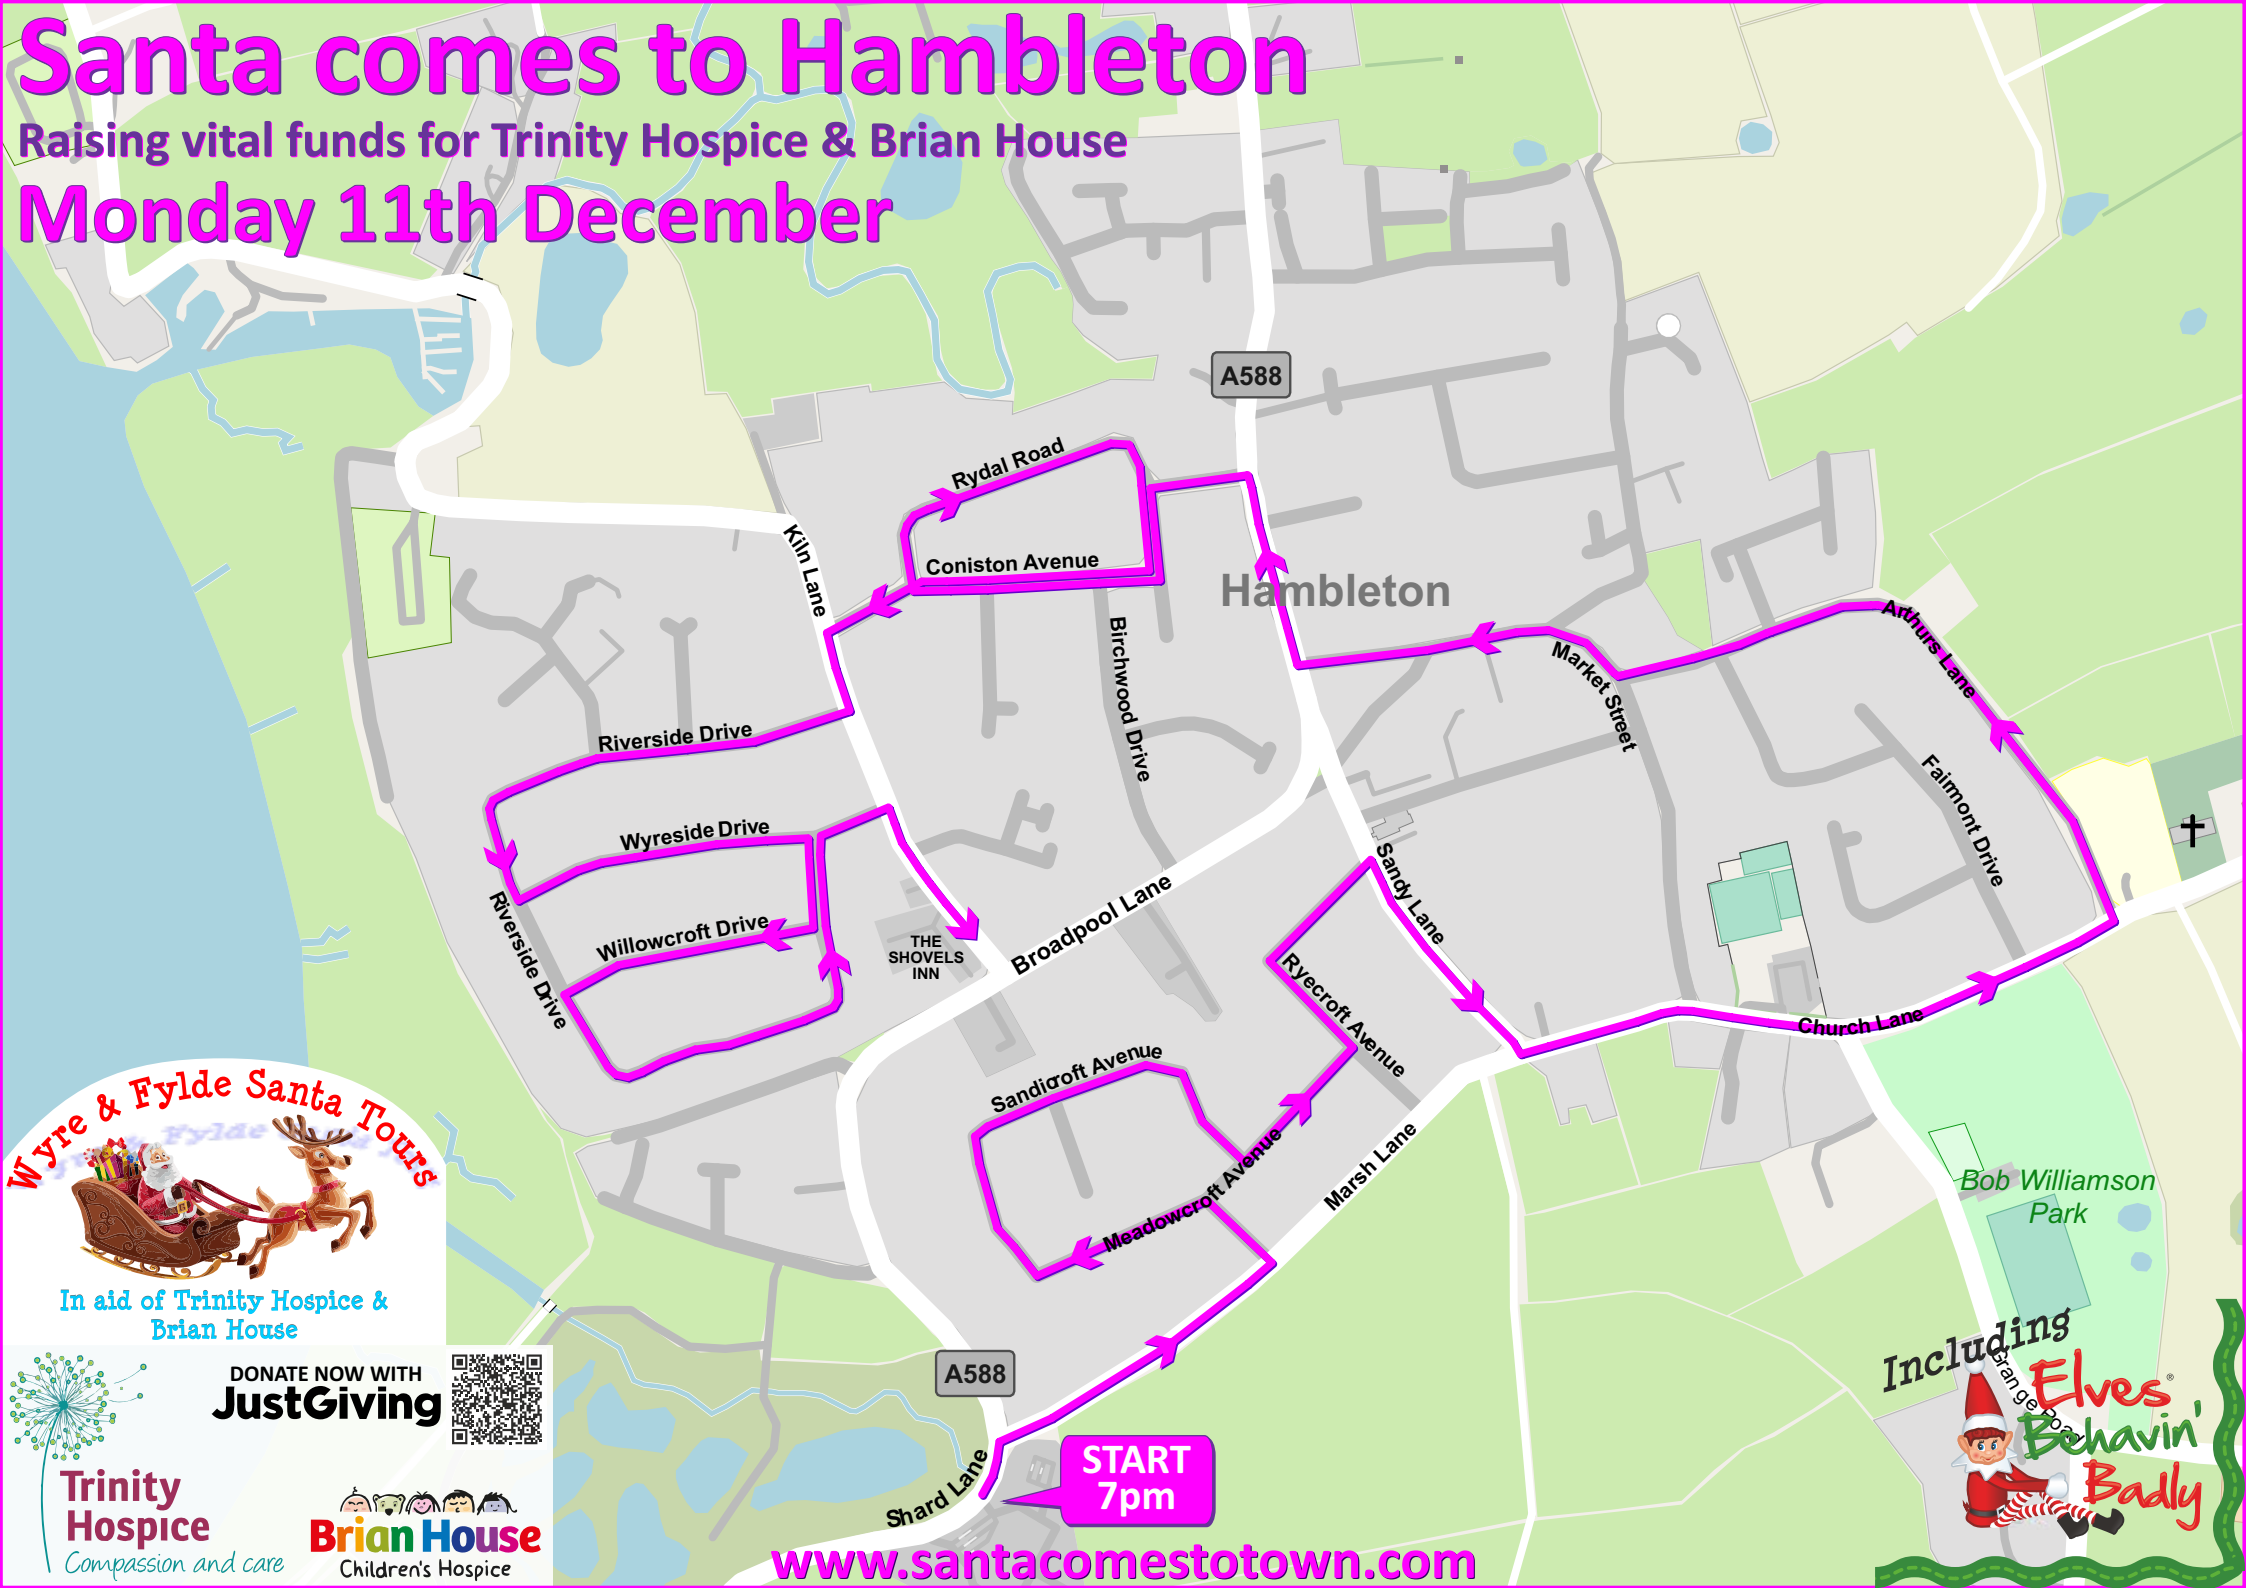 Santa comes to Hambleton
Raising vital funds for Trinity Hospice & Brian House
Monday 11th December
A588
Rydal Road
Coniston Avenue
Kiln Lane
Hambleton
Birchwood Drive
Market Street
Arthurs Lane
Riverside Drive
Wyreside Drive
Fairmont Drive
Willowcroft Drive
Riverside Drive
THE
SHOVELS
INN
Broadpool Lane
Sandy Lane
Ryecroft Avenue
Church Lane
Sandicroft Avenue
Meadowcroft Avenue
Marsh Lane
Bob Williamson
Park
Wyre & Fylde Santa Tours
In aid of Trinity Hospice &
Brian House
DONATE NOW WITH
JustGiving
Trinity
Hospice
Compassion and care
Brian House
Children's Hospice
A588
Shard Lane
START
7pm
www.santacomestotown.com
Grange Road
Including
Elves®
Behavin'
Badly